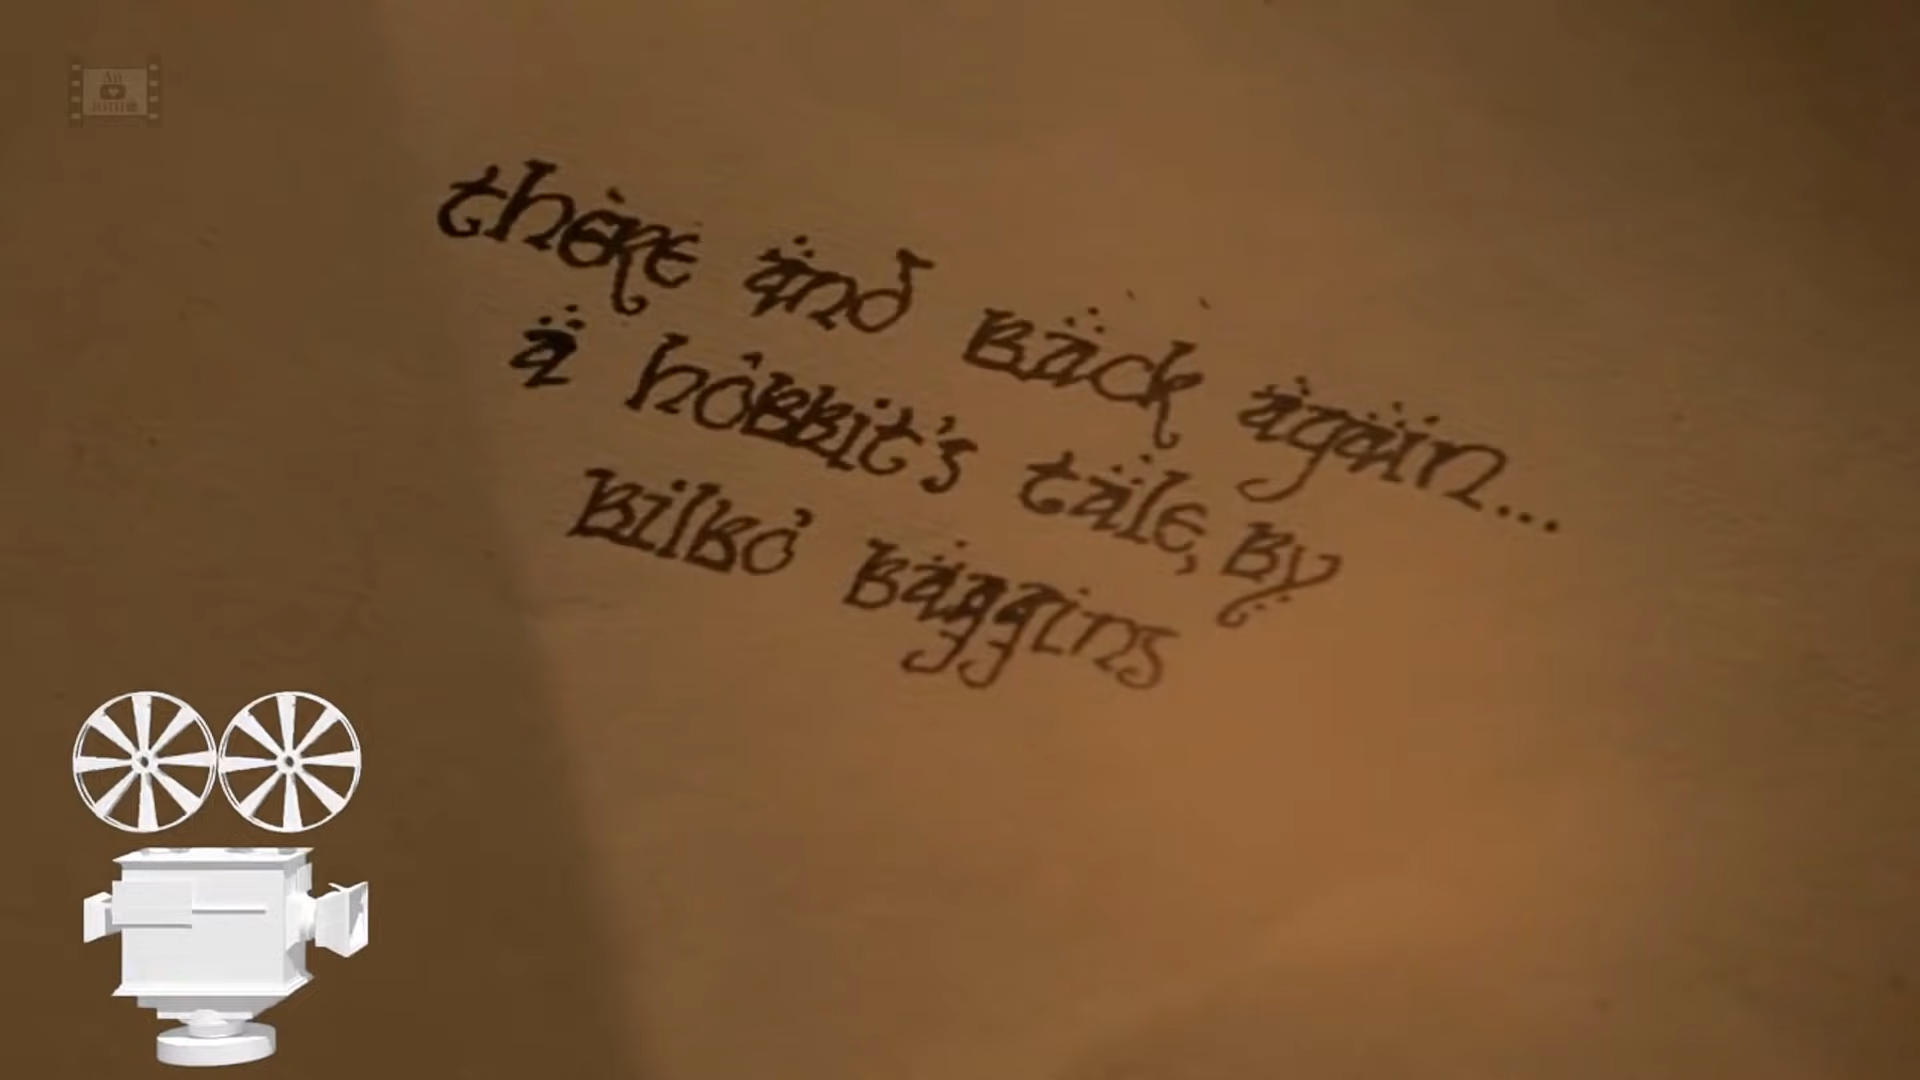 there and Back again...
a hobbit's tale, By
Bilbo Baggins